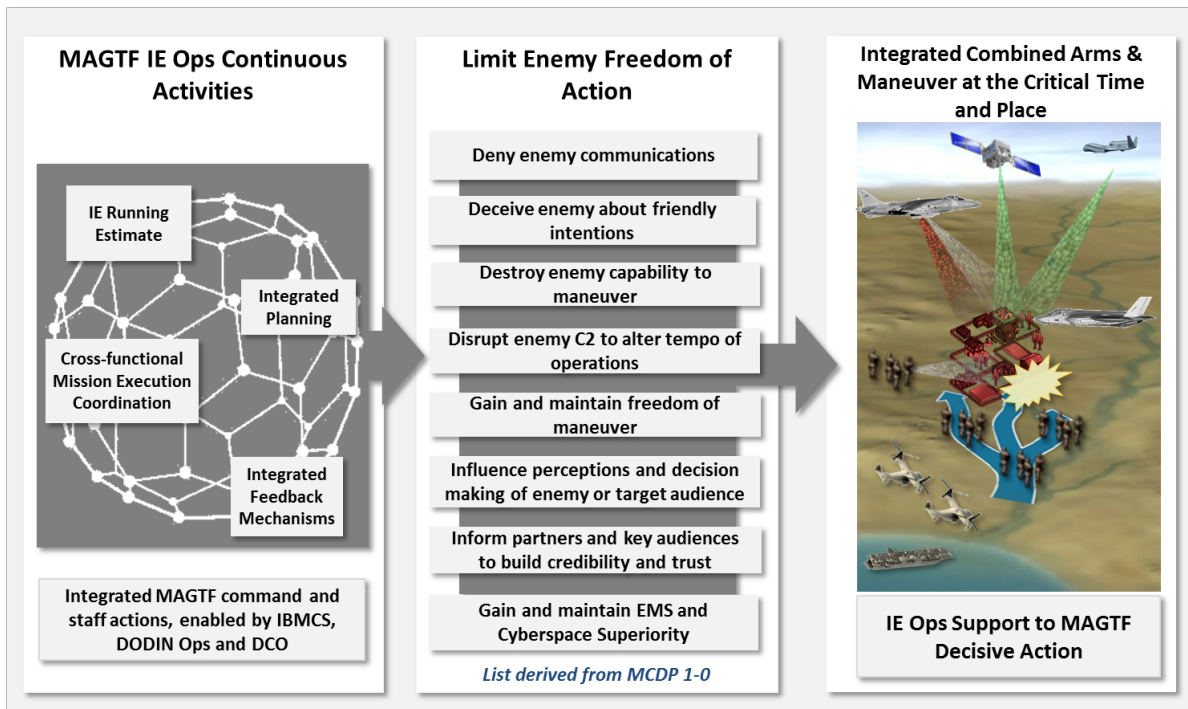 MAGTF IE Ops Continuous
Activities
IE Running
Estimate
Integrated
Planning
Cross-functional
Mission Execution
Coordination
Integrated
Feedback
Mechanisms
Integrated MAGTF command and
staff actions, enabled by IBMCS,
DODIN Ops and DCO
Limit Enemy Freedom of
Action
Deny enemy communications
Deceive enemy about friendly
intentions
Destroy enemy capability to
maneuver
Disrupt enemy C2 to alter tempo of
operations
Gain and maintain freedom of
maneuver
Influence perceptions and decision
making of enemy or target audience
Inform partners and key audiences
to build credibility and trust
Gain and maintain EMS and
Cyberspace Superiority
List derived from MCDP 1-0
Integrated Combined Arms &
Maneuver at the Critical Time
and Place
IE Ops Support to MAGTF
Decisive Action